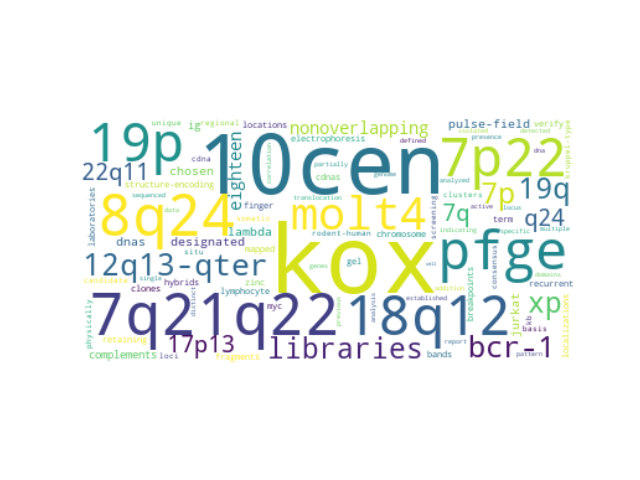 unique regional locations electrophoresis pulse-field verify
19p ig nonoverlapping isolated detected kruppel-type
10cen 7p22
cdna eighteen correlation partially defined presence
22q11 chosen cdnas genome analyzed 7p 19q
structure-encoding translocation clusters
laboratories sequenced finger molt4 screening active locus
8q24 data somatic 7q term q24
lambda rodent-human chromosome indicating specific multiple
dnas designated kox pfge
situ mapped consensus domains
12q13-qter zinc genes gel cell breakpoints single addition recurrent
candidate clones hybrids lymphocyte
7q21q22 distinct myc previous analysis established 18q12 jurkat xp kb localizations
physically retaining 17p13 libraries report bcr-1 basis
complements loci fragments bands pattern
dna